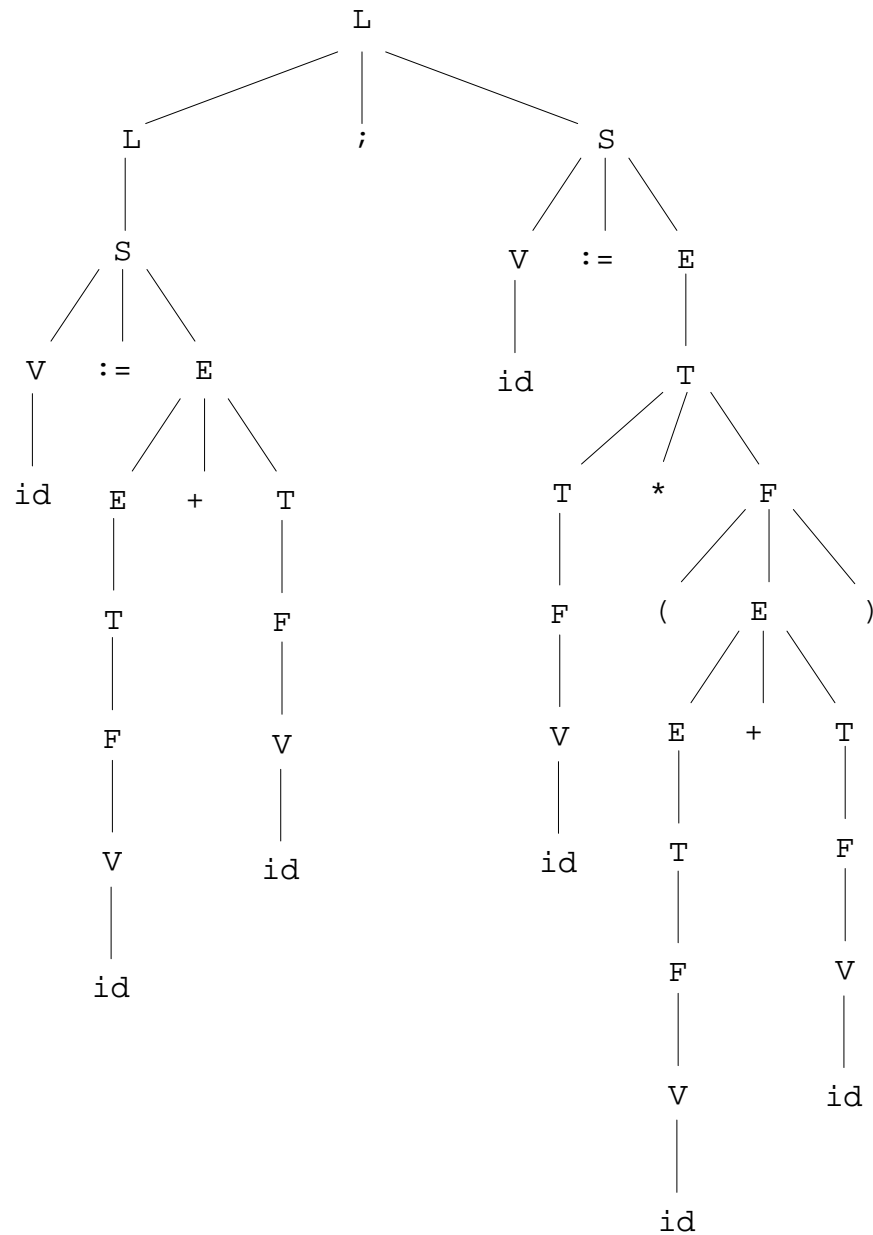 L
L ; S
S
V := E
V := E
id
T
id E + T
T * F
T F
F ( E )
F V
V E + T
V id
id T F
id
F V
V id
id